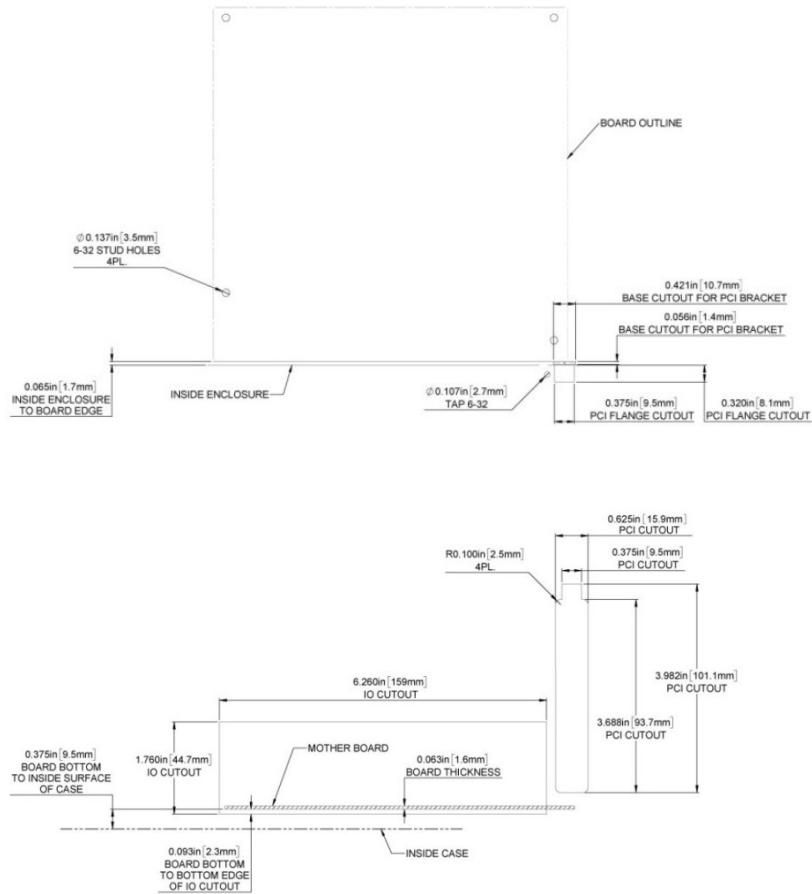 BOARD OUTLINE
Ø0.137in[3.5mm]
6-32 STUD HOLES
4PL.
0.421in[10.7mm]
BASE CUTOUT FOR PCI BRACKET
0.056in[1.4mm]
BASE CUTOUT FOR PCI BRACKET
0.065in[1.7mm]
INSIDE ENCLOSURE
TO BOARD EDGE
INSIDE ENCLOSURE
Ø0.107in[2.7mm]
TAP 6-32
0.375in[9.5mm]
PCI FLANGE CUTOUT
0.320in[8.1mm]
PCI FLANGE CUTOUT
0.625in[15.9mm]
PCI CUTOUT
R0.100in[2.5mm]
4PL.
0.375in[9.5mm]
PCI CUTOUT
3.982in[101.1mm]
PCI CUTOUT
6.260in[159mm]
IO CUTOUT
3.688in[93.7mm]
PCI CUTOUT
0.375in[9.5mm]
BOARD BOTTOM
TO INSIDE SURFACE
OF CASE
1.760in[44.7mm]
IO CUTOUT
MOTHER BOARD
0.063in[1.6mm]
BOARD THICKNESS
0.093in[2.3mm]
BOARD BOTTOM
TO BOTTOM EDGE
OF IO CUTOUT
INSIDE CASE